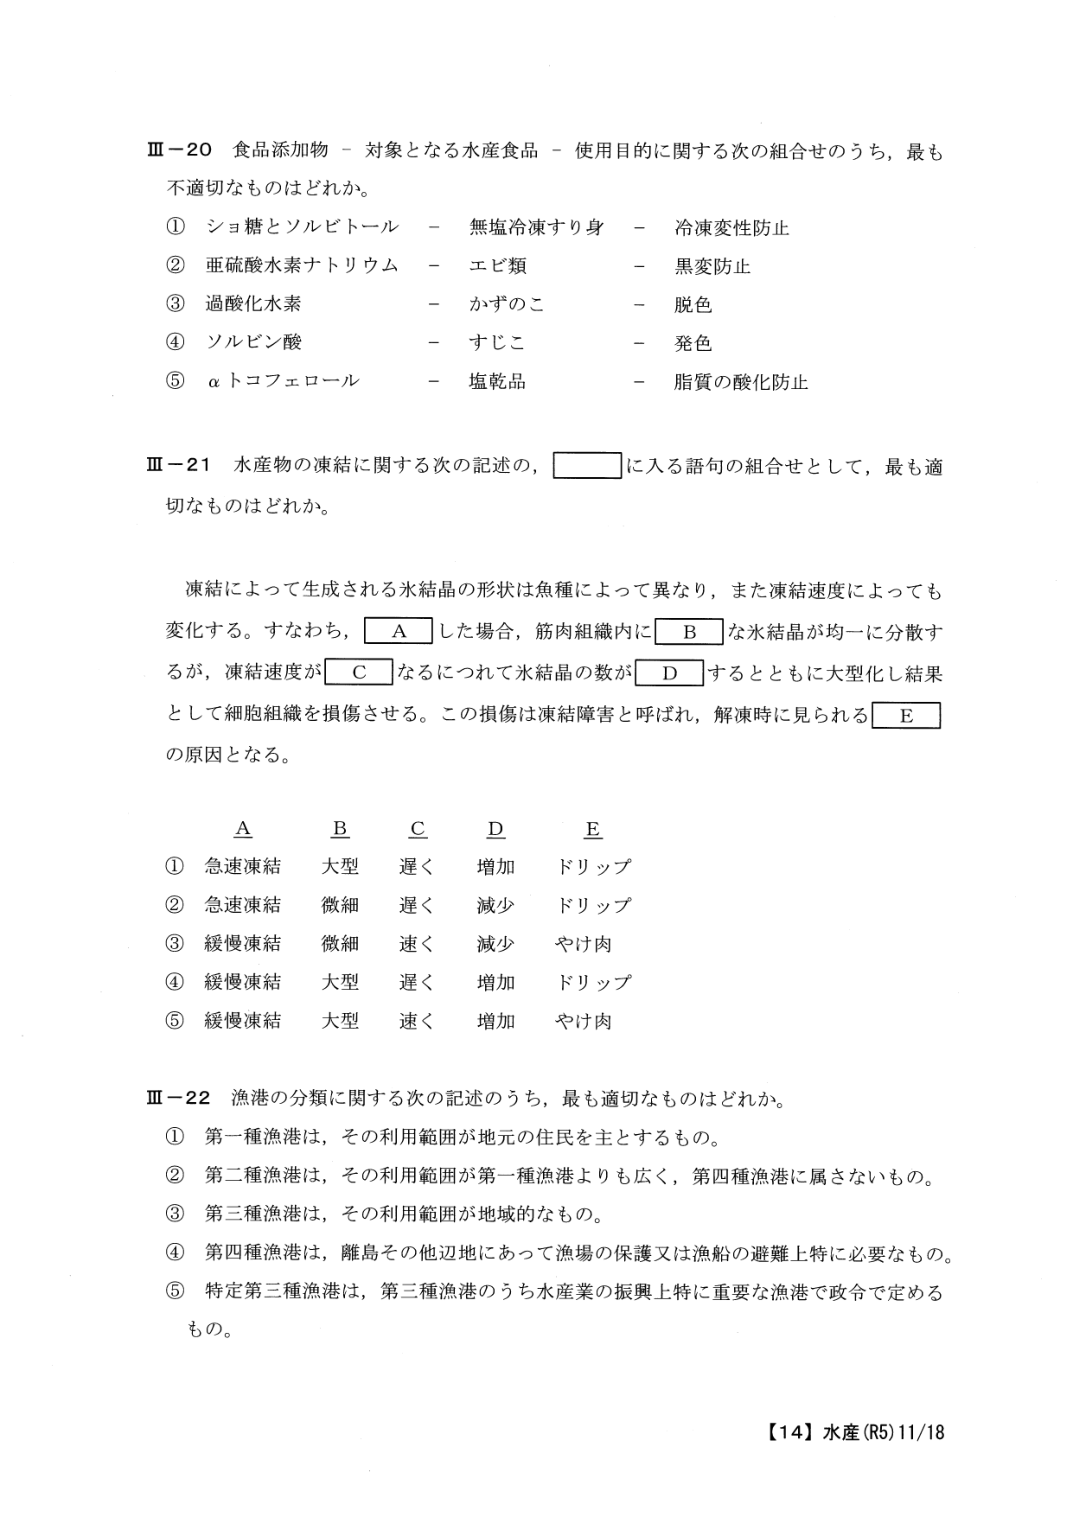 Ⅲ－20　食品添加物 － 対象となる水産食品 － 使用目的に関する次の組合せのうち，最も
不適切なものはどれか。
①　ショ糖とソルビトール　－　無塩冷凍すり身　－　冷凍変性防止
②　亜硫酸水素ナトリウム　－　エビ類　－　黒変防止
③　過酸化水素　－　かずのこ　－　脱色
④　ソルビン酸　－　すじこ　－　発色
⑤　αトコフェロール　－　塩乾品　－　脂質の酸化防止
Ⅲ－21　水産物の凍結に関する次の記述の，　　　に入る語句の組合せとして，最も適
切なものはどれか。
凍結によって生成される氷結晶の形状は魚種によって異なり，また凍結速度によっても
変化する。すなわち， A した場合，筋肉組織内に B な氷結晶が均一に分散す
るが，凍結速度が C なるにつれて氷結晶の数が D するとともに大型化し結果
として細胞組織を損傷させる。この損傷は凍結障害と呼ばれ，解凍時に見られる E
の原因となる。
A　B　C　D　E
①　急速凍結　大型　遅く　増加　ドリップ
②　急速凍結　微細　遅く　減少　ドリップ
③　緩慢凍結　微細　速く　減少　やけ肉
④　緩慢凍結　大型　遅く　増加　ドリップ
⑤　緩慢凍結　大型　速く　増加　やけ肉
Ⅲ－22　漁港の分類に関する次の記述のうち，最も適切なものはどれか。
①　第一種漁港は，その利用範囲が地元の住民を主とするもの。
②　第二種漁港は，その利用範囲が第一種漁港よりも広く，第四種漁港に属さないもの。
③　第三種漁港は，その利用範囲が地域的なもの。
④　第四種漁港は，離島その他辺地にあって漁場の保護又は漁船の避難上特に必要なもの。
⑤　特定第三種漁港は，第三種漁港のうち水産業の振興上特に重要な漁港で政令で定める
もの。
【14】水産(R5)11/18